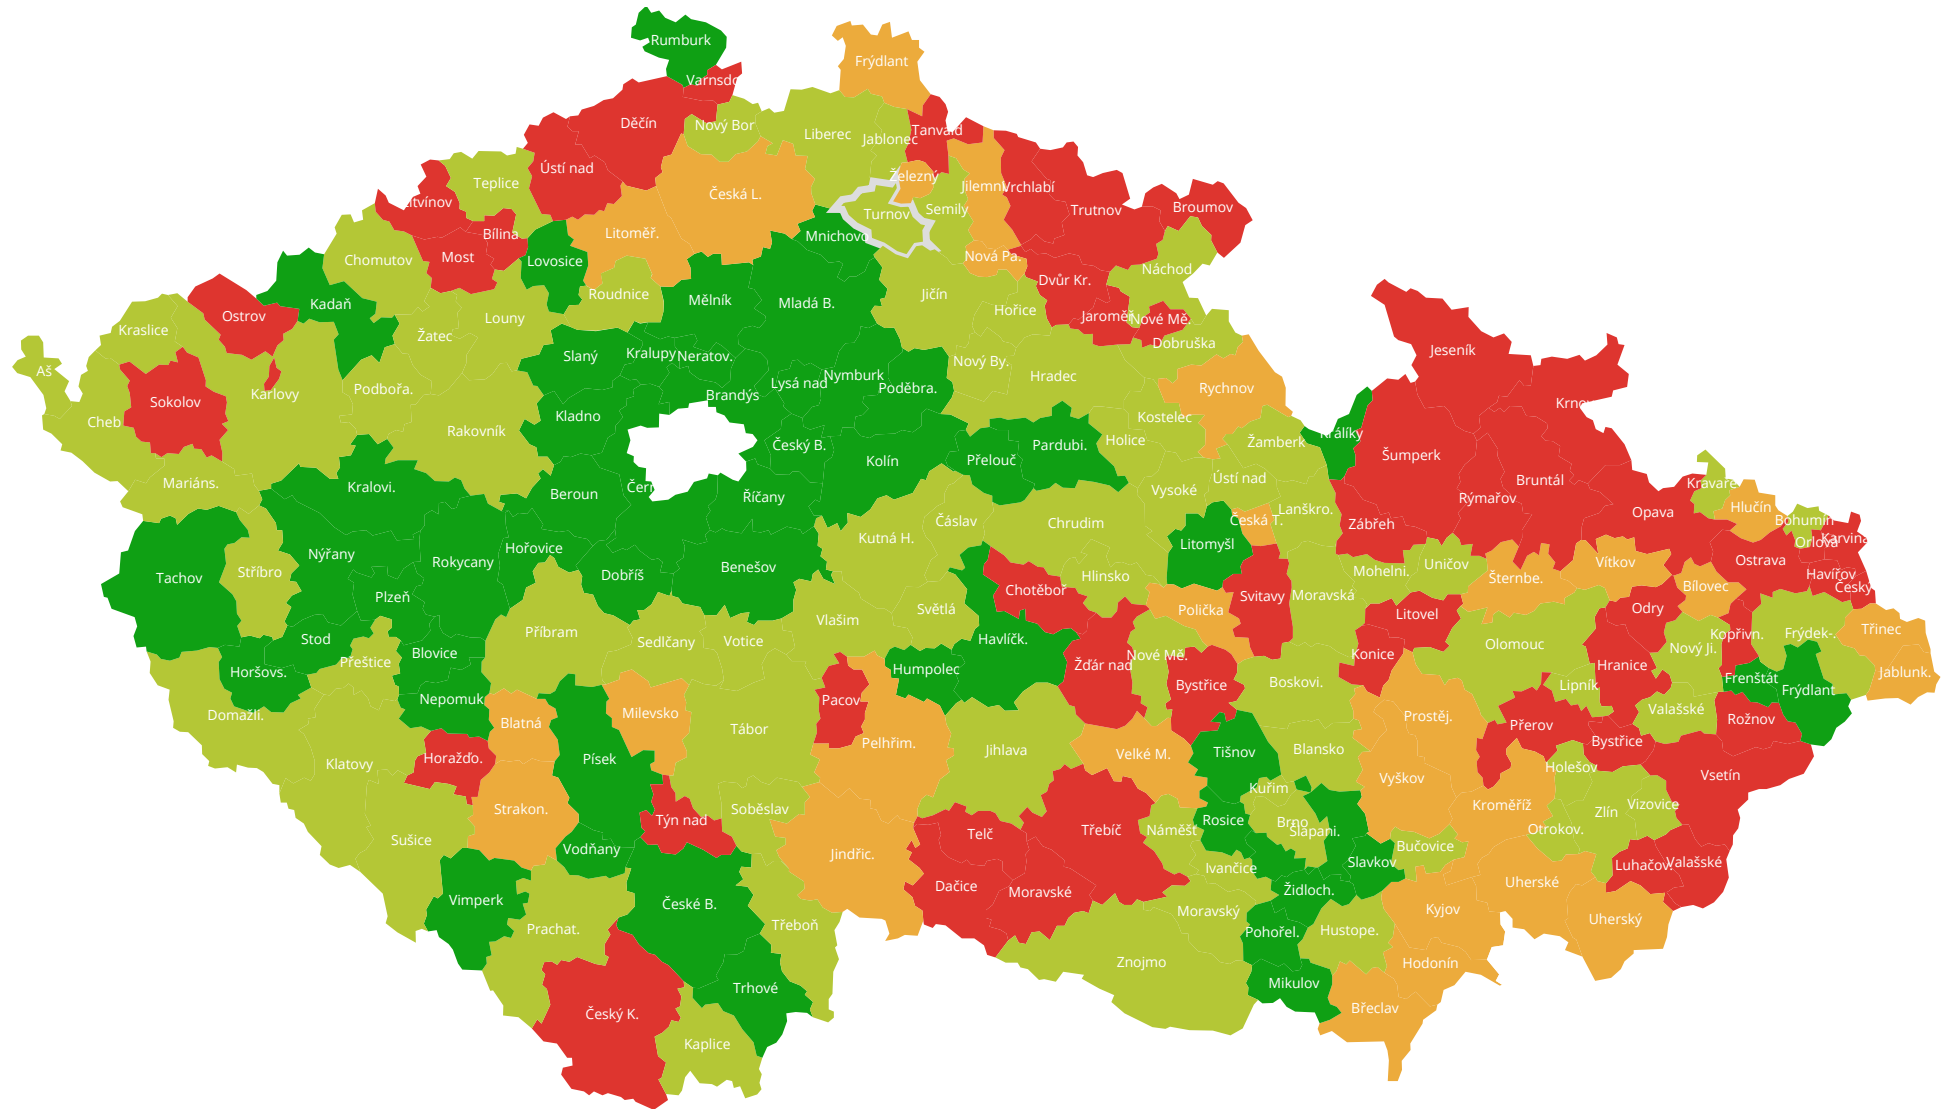 Rumburk
Frýdlant
Varnsdo
Děčín
Nový Bor
Liberec
Jablonec
Tanvald
Ústí nad
Teplice
Česká L.
Železný
Jilemni
Vrchlabí
Litvínov
Turnov
Semily
Trutnov
Broumov
Bílina
Litoměř.
Mnichovo
Most
Lovosice
Chomutov
Nová Pa.
Náchod
Dvůr Kr.
Kadaň
Roudnice
Mělník
Mladá B.
Jičín
Hořice
Jaroměř
Nové Mě.
Ostrov
Kraslice
Louny
Žatec
Dobruška
Slaný
Kralupy
Neratov.
Jeseník
Aš
Nový By.
Hradec
Nymburk
Lysá nad
Poděbra.
Rychnov
Podbořa.
Karlovy
Brandýs
Sokolov
Krno
Kladno
Kostelec
Cheb
Rakovník
Králíky
Holice
Žamberk
Český B.
Pardubi.
Šumperk
Kolín
Přelouč
Mariáns.
Kralovi.
Čern
Beroun
Říčany
Vysoké
Ústí nad
Bruntál
Kravaře
Rýmařov
Lanškro.
Opava
Hlučín
Čáslav
Chrudim
Česká T.
Zábřeh
Bohumín
Kutná H.
Litomyšl
Orlová
Karviná
Nýřany
Hořovice
Rokycany
Ostrava
Vítkov
Uničov
Mohelni.
Stříbro
Tachov
Dobříš
Benešov
Hlinsko
Šternbe.
Havířov
Bílovec
Český
Chotěboř
Svitavy
Moravská
Plzeň
Světlá
Polička
Litovel
Odry
Vlašim
Příbram
Třinec
Kopřivn.
Frýdek-.
Stod
Havlíčk.
Sedlčany
Votice
Olomouc
Nový Ji.
Blovice
Konice
Nové Mě.
Přeštice
Žďár nad
Hranice
Humpolec
Horšovs.
Jablunk.
Frenštát
Boskovi.
Bystřice
Lipník
Frýdlant
Nepomuk
Pacov
Valašské
Domažli.
Milevsko
Prostěj.
Blatná
Rožnov
Přerov
Tábor
Pelhřim.
Bystřice
Jihlava
Blansko
Tišnov
Velké M.
Horažďo.
Písek
Klatovy
Holešov
Vsetín
Vyškov
Kuřim
Vizovice
Kroměříž
Strakon.
Soběslav
Zlín
Týn nad
Rosice
Brno
Šlapani.
Otrokov.
Náměšť
Třebíč
Telč
Sušice
Bučovice
Vodňany
Jindřic.
Slavkov
Valašské
Luhačov.
Ivančice
Uherské
Dačice
Židloch.
Moravské
Vimperk
České B.
Kyjov
Moravský
Uherský
Třeboň
Prachat.
Hustope.
Pohořel.
Znojmo
Hodonín
Mikulov
Trhové
Břeclav
Český K.
Kaplice